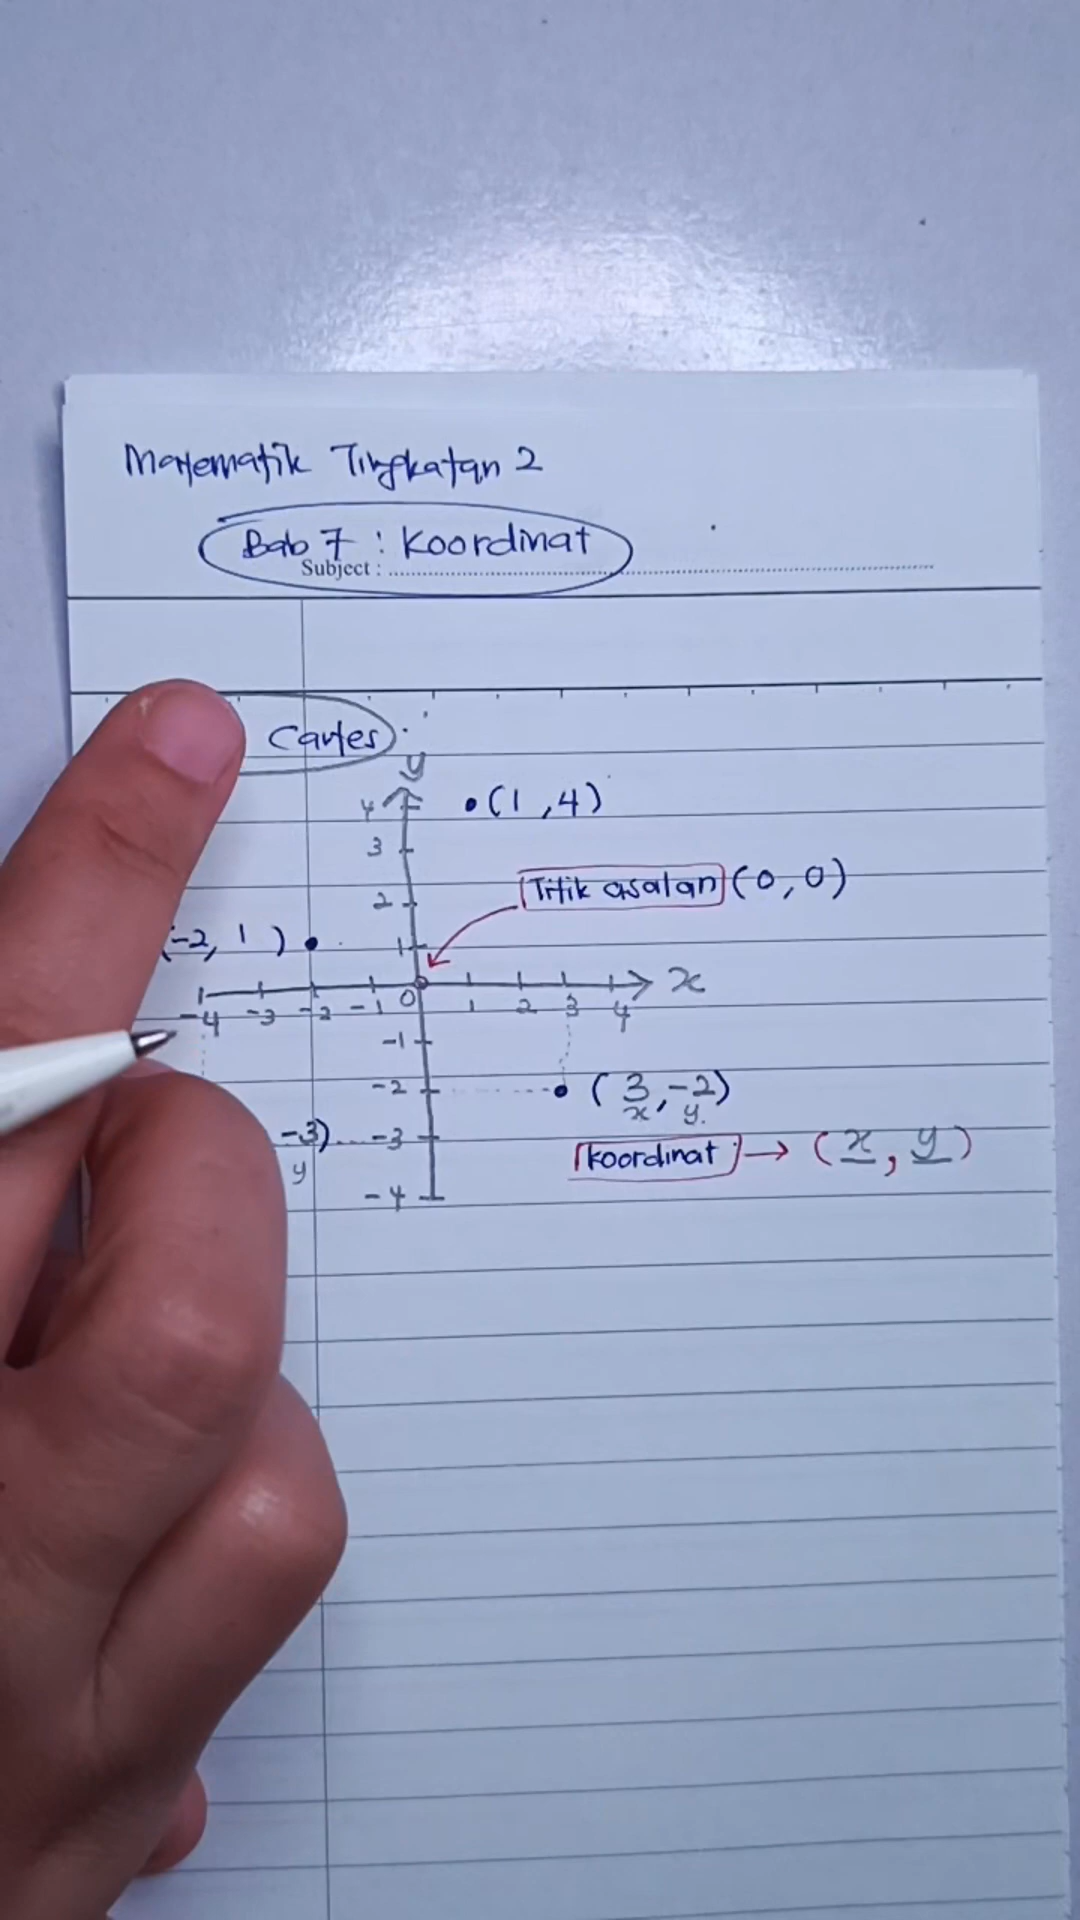 Matematik Tingkatan 2
Bab 7 : Koordinat
Subject :
Cartes
y
4
(1, 4)
3
Titik asalan (0, 0)
2
(-2, 1)
1
x
-4 -3 -2 -1 0 1 2 3 4
-1
-2
(3, -2)
x y
-3) -3
y
koordinat → (x, y)
-4